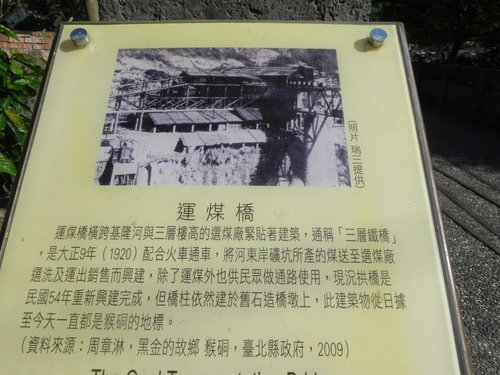 (照片 瑞三提供)
運煤橋
運煤橋橫跨基隆河與三層樓高的選煤廠緊貼著建築，通稱「三層鐵橋」
，是大正9年（1920）配合火車通車，將河東岸礦坑所產的煤送至選煤廠
選洗及運出銷售而興建，除了運煤外也供民眾做通路使用，現況拱橋是
民國54年重新興建完成，但橋柱依然建於舊石造橋墩上，此建築物從日據
至今天一直都是猴硐的地標。
(資料來源：周章淋，黑金的故鄉 猴硐，臺北縣政府，2009)